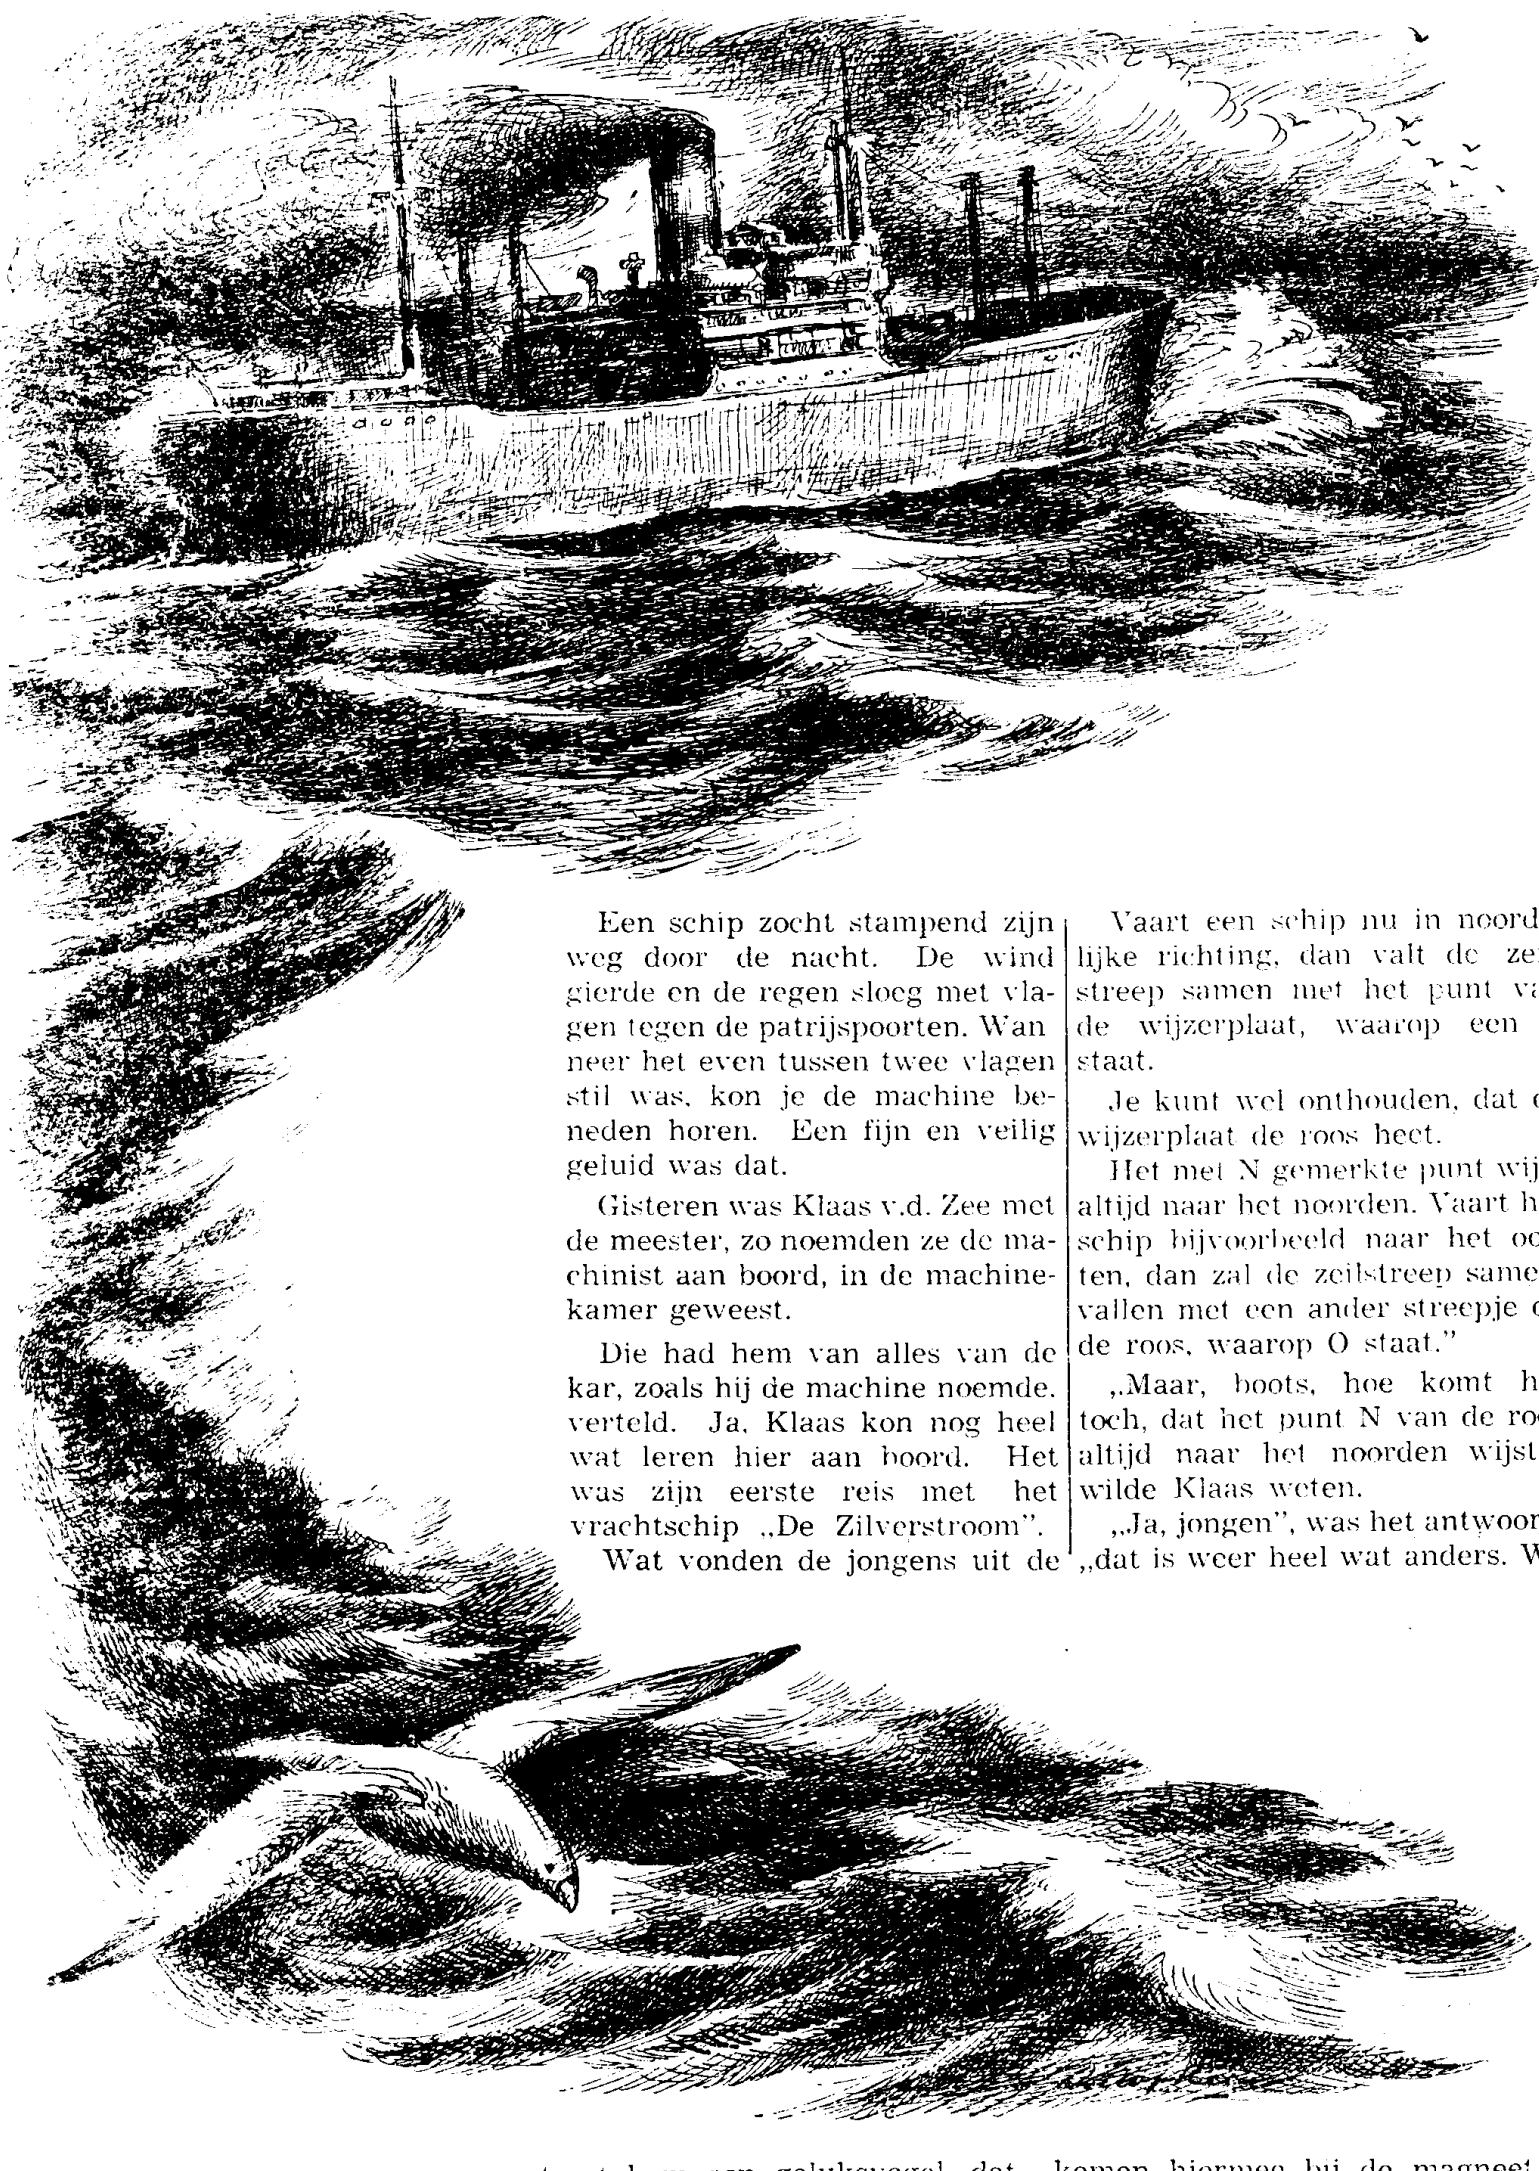 Een schip zocht stampend zijn
weg door de nacht. De wind
gierde en de regen sloeg met vla-
gen tegen de patrijspoorten. Wan
neer het even tussen twee vlagen
stil was, kon je de machine be-
neden horen. Een fijn en veilig
geluid was dat.
Gisteren was Klaas v.d. Zee met
de meester, zo noemden ze de ma-
chinist aan boord, in de machine-
kamer geweest.
Die had hem van alles van de
kar, zoals hij de machine noemde.
verteld. Ja, Klaas kon nog heel
wat leren hier aan boord. Het
was zijn eerste reis met het
vrachtschip „De Zilverstroom”.
Wat vonden de jongens uit de
Vaart een schip nu in noord
lijke richting, dan valt de
streep samen met het punt
de wijzerplaat, waarop een
staat.
Je kunt wel onthouden, dat
wijzerplaat de roos heet.
Het met N gemerkte punt
altijd naar het noorden. Vaart
schip bijvoorbeeld naar het
ten, dan zal de zeilstreep same
vallen met een ander streepje
de roos, waarop O staat.”
„Maar, boots, hoe komt
toch, dat het punt N van de
altijd naar het noorden wijst
wilde Klaas weten.
„Ja, jongen”, was het antwoor
„dat is weer heel wat anders.
geluksvogel, dat
komen hiermee bij de magneet